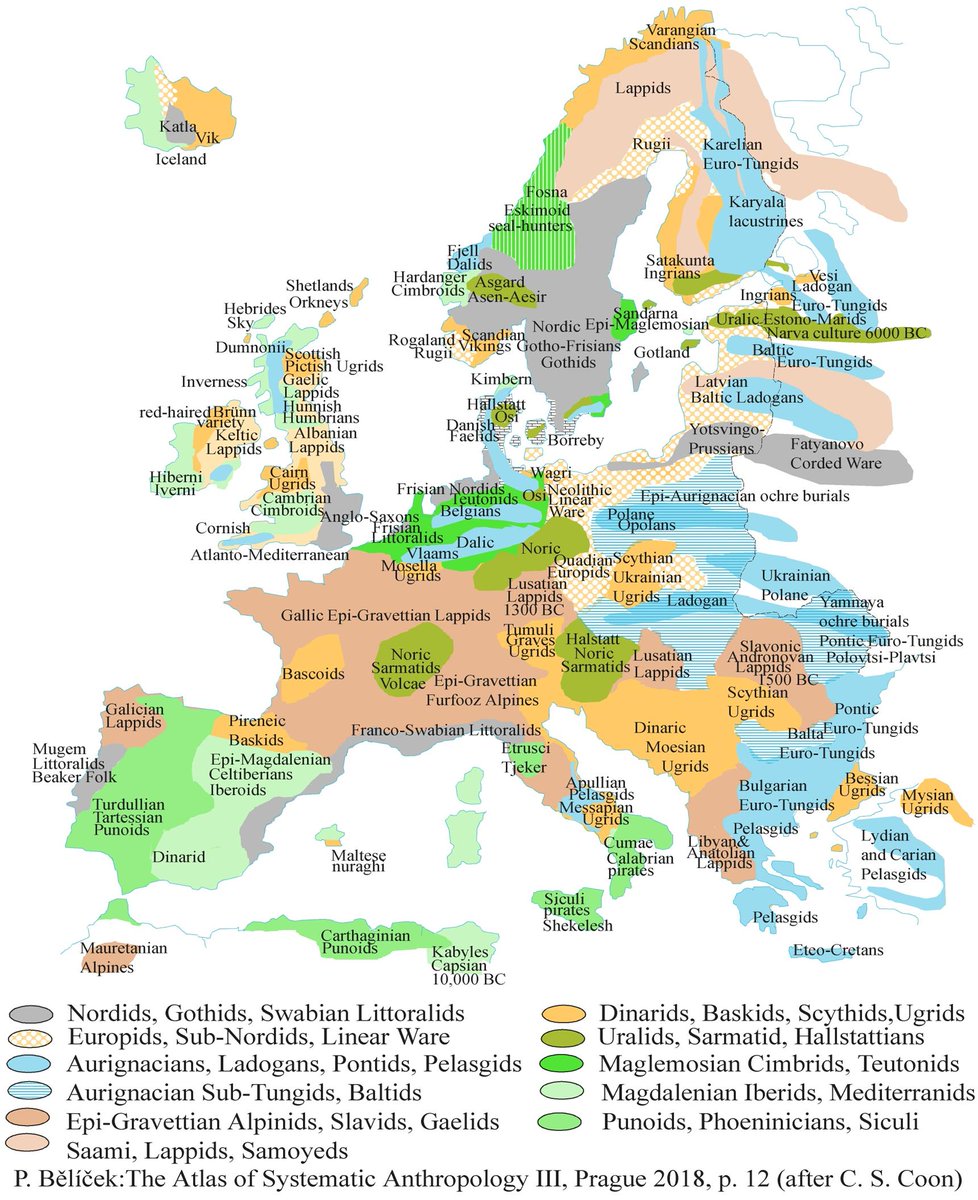 Varangian
Scandians
Lappids
Katla
Vik
Iceland
Rugii
Karelian
Euro-Tungids
Fosna
Eskimoid
seal-hunters
Karyala
lacustrines
Fjell
Dalids
Hardanger
Cimbroids
Asgard
Asen-Aesir
Satakunta
Ingrians
Vesi
Ladogan
Euro-Tungids
Ingrians
Shetlands
Orkneys
Hebrides
Sky
Sandarna
Epi-Maglemosian
Uralic Estono-Marids
Narva culture 6000 BC
Rogaland
Rugii
Scandian
Vikings
Nordic
Gotho-Frisians
Gothids
Gotland
Baltic
Euro-Tungids
Dumnonii
Scottish
Pictish Ugrids
Gaelic
Lappids
Inverness
Hunnish
Humbrians
Kimbern
Latvian
Baltic Ladogans
red-haired Brünn
variety
Keltic
Lappids
Albanian
Lappids
Hallstatt
Osi
Danish
Faelids
Borreby
Yotsvingo-
Prussians
Fatyanovo
Corded Ware
Hiberni
Iverni
Cairn
Ugrids
Cambrian
Cimbroids
Wagri
Osi
Neolithic
Linear
Ware
Frisian Nordids
Teutonids
Belgians
Epi-Aurignacian ochre burials
Cornish
Anglo-Saxons
Frisian
Littoralids
Polane
Opolans
Atlanto-Mediterranean
Vlaams
Dalic
Noric
Mosella
Ugrids
Quadian
Europids
Scythian
Ukrainian
Ugrids
Ukrainian
Polane
Lusatian
Lappids
1300 BC
Ladogan
Yamnaya
ochre burials
Gallic Epi-Gravettian Lappids
Tumuli
Graves
Ugrids
Halstatt
Noric
Sarmatids
Pontic Euro-Tungids
Polovtsi-Plavtsi
Slavonic
Andronovan
Lappids
1500 BC
Noric
Sarmatids
Volcae
Lusatian
Lappids
Bascoids
Epi-Gravettian
Furfooz Alpines
Scythian
Ugrids
Galician
Lappids
Pireneic
Baskids
Franco-Swabian Littoralids
Dinaric
Moesian
Ugrids
Pontic
Euro-Tungids
Balta
Euro-Tungids
Mugem
Littoralids
Beaker Folk
Epi-Magdalenian
Celtiberians
Iberoids
Etrusci
Tjeker
Apullian
Pelasgids
Messapian
Ugrids
Bulgarian
Euro-Tungids
Bessian
Ugrids
Mysian
Ugrids
Turdullian
Tartessian
Punoids
Pelasgids
Dinarid
Maltese
nuraghi
Cumae
Calabrian
pirates
Libyan&
Anatolian
Lappids
Lydian
and Carian
Pelasgids
Siculi
pirates
Shekelesh
Pelasgids
Mauretanian
Alpines
Carthaginian
Punoids
Kabyles
Capsian
10,000 BC
Eteo-Cretans
Nordids, Gothids, Swabian Littoralids
Europids, Sub-Nordids, Linear Ware
Aurignacians, Ladogans, Pontids, Pelasgids
Aurignacian Sub-Tungids, Baltids
Epi-Gravettian Alpinids, Slavids, Gaelids
Saami, Lappids, Samoyeds
Dinarids, Baskids, Scythids,Ugrids
Uralids, Sarmatid, Hallstattians
Maglemosian Cimbrids, Teutonids
Magdalenian Iberids, Mediterranids
Punoids, Phoeninicians, Siculi
P. Bělíček:The Atlas of Systematic Anthropology III, Prague 2018, p. 12 (after C. S. Coon)